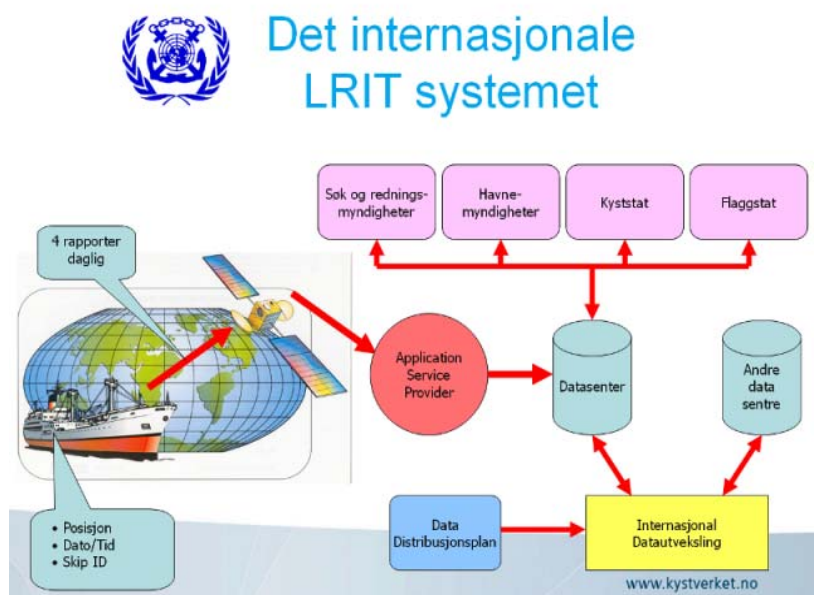 Det internasjonale
LRIT systemet
Søk og rednings-
myndigheter
Havne-
myndigheter
Kyststat
Flaggstat
4 rapporter
daglig
Application
Service
Provider
Datasenter
Andre
data
sentre
• Posisjon
• Dato/Tid
• Skip ID
Data
Distribusjonsplan
Internasjonal
Datautveksling
www.kystverket.no